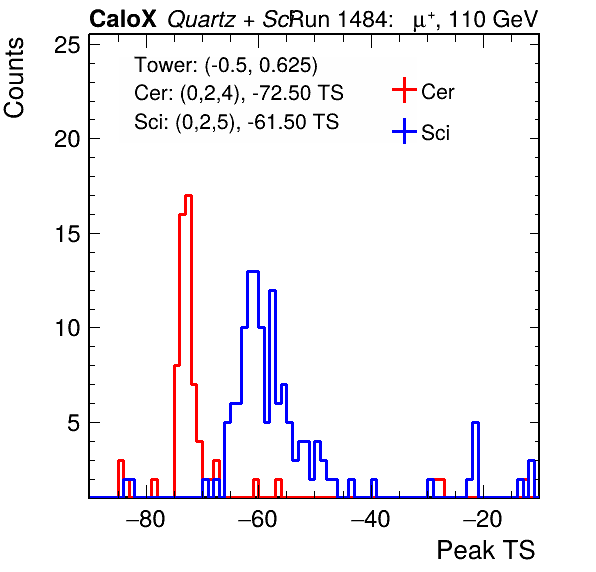 CaloX Quartz + Sci Run 1484: μ+, 110 GeV
Counts
25
20
15
10
5
Tower: (-0.5, 0.625)
Cer: (0,2,4), -72.50 TS
Sci: (0,2,5), -61.50 TS
Cer
Sci
−80 −60 −40 −20
Peak TS